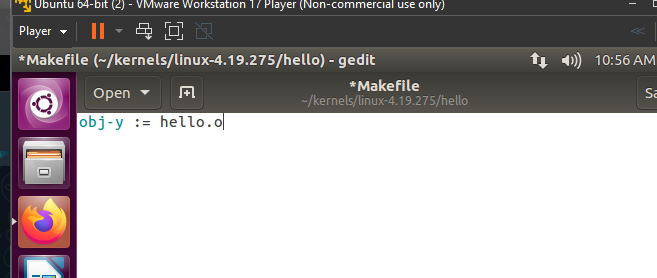 Ubuntu 64-bit (2) - VMware Workstation 17 Player (Non-commercial use only)
Player
*Makefile (~/kernels/linux-4.19.275/hello) - gedit
10:56 AM
Open
*Makefile
~/kernels/linux-4.19.275/hello
Sa
obj-y := hello.o